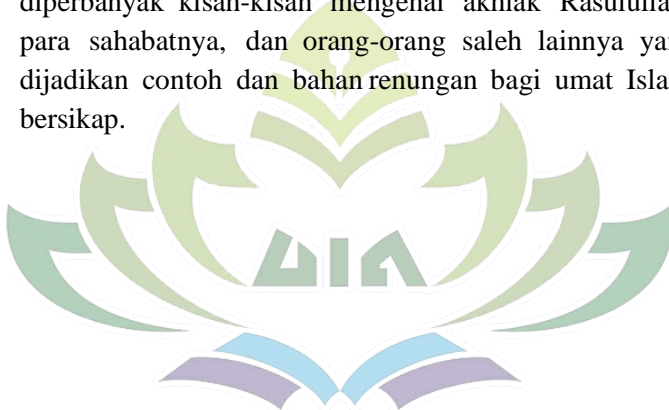 diperbanyak kisah-kisah mengenai akhlak
para sahabatnya, dan orang-orang saleh lainnya
dijadikan contoh dan bahan renungan bagi umat
bersikap.
UIN